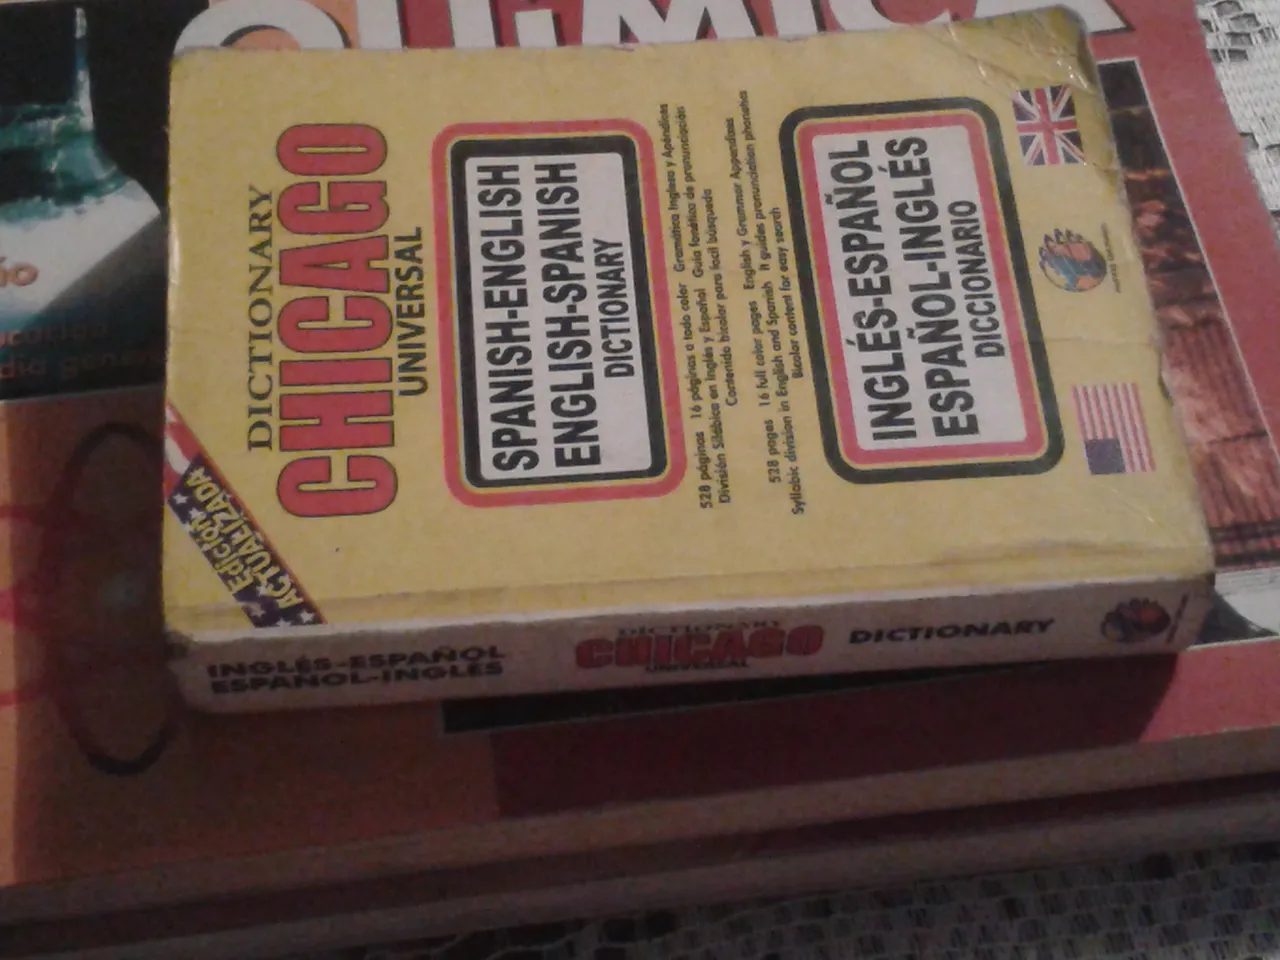 QUÍMICA
DICTIONARY
CHICAGO
UNIVERSAL
Edición
ACTUALIZADA
SPANISH-ENGLISH
ENGLISH-SPANISH
DICTIONARY
528 páginas 16 páginas a todo color Gramática Inglesa y Apéndices
División Silábica en Inglés y Español Guía fonética de pronunciación
Contenido bicolor para fácil búsqueda
528 pages 16 full color pages English y Grammar Appendixes
Syllabic division in English and Spanish It guides pronunciation phonetics
Bicolor content for easy search
INGLÉS-ESPAÑOL
ESPAÑOL-INGLÉS
DICCIONARIO
INGLÉS-ESPAÑOL
ESPAÑOL-INGLÉS
DICTIONARY
CHICAGO
UNIVERSAL
DICTIONARY